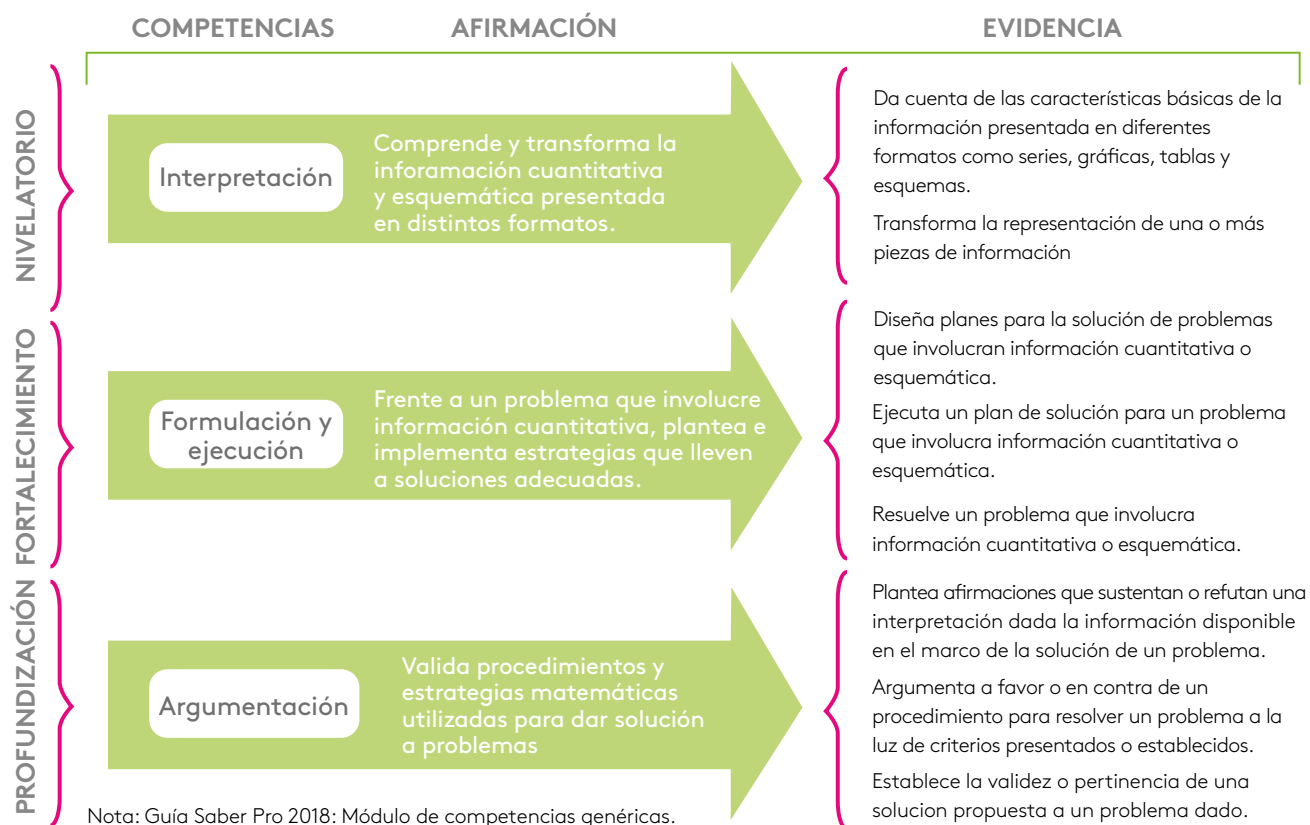 COMPETENCIAS AFIRMACIÓN EVIDENCIA
NIVELATORIO
Interpretación
Comprende y transforma la
inforamación cuantitativa
y esquemática presentada
en distintos formatos.
Da cuenta de las características básicas de la
información presentada en diferentes
formatos como series, gráficas, tablas y
esquemas.
Transforma la representación de una o más
piezas de información
FORTALECIMIENTO
Formulación y
ejecución
Frente a un problema que involucre
información cuantitativa, plantea e
implementa estrategias que lleven
a soluciones adecuadas.
Diseña planes para la solución de problemas
que involucran información cuantitativa o
esquemática.
Ejecuta un plan de solución para un problema
que involucra información cuantitativa o
esquemática.
Resuelve un problema que involucra
información cuantitativa o esquemática.
PROFUNDIZACIÓN
Argumentación
Valida procedimientos y
estrategias matemáticas
utilizadas para dar solución
a problemas
Plantea afirmaciones que sustentan o refutan una
interpretación dada la información disponible
en el marco de la solución de un problema.
Argumenta a favor o en contra de un
procedimiento para resolver un problema a la
luz de criterios presentados o establecidos.
Establece la validez o pertinencia de una
solucion propuesta a un problema dado.
Nota: Guía Saber Pro 2018: Módulo de competencias genéricas.